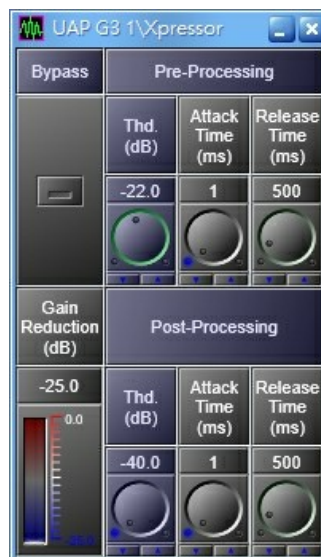 UAP G3 1\Xpressor
Bypass
Pre-Processing
Thd.
(dB)
Attack
Time
(ms)
Release
Time
(ms)
-22.0
1
500
Gain
Reduction
(dB)
Post-Processing
-25.0
Thd.
(dB)
Attack
Time
(ms)
Release
Time
(ms)
0.0
-40.0
1
500
-25.0